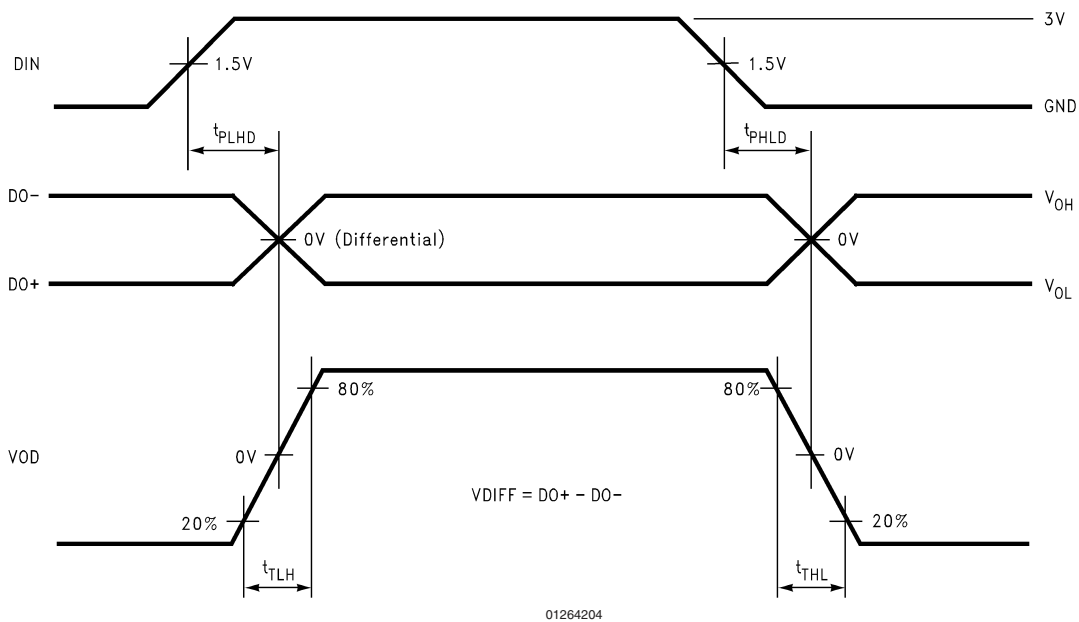 3V
DIN
1.5V
1.5V
GND
tPLHD
tPHLD
DO-
VOH
0V (Differential)
0V
DO+
VOL
80%
80%
VOD
0V
0V
VDIFF = DO+ - DO-
20%
20%
tTLH
tTHL
01264204